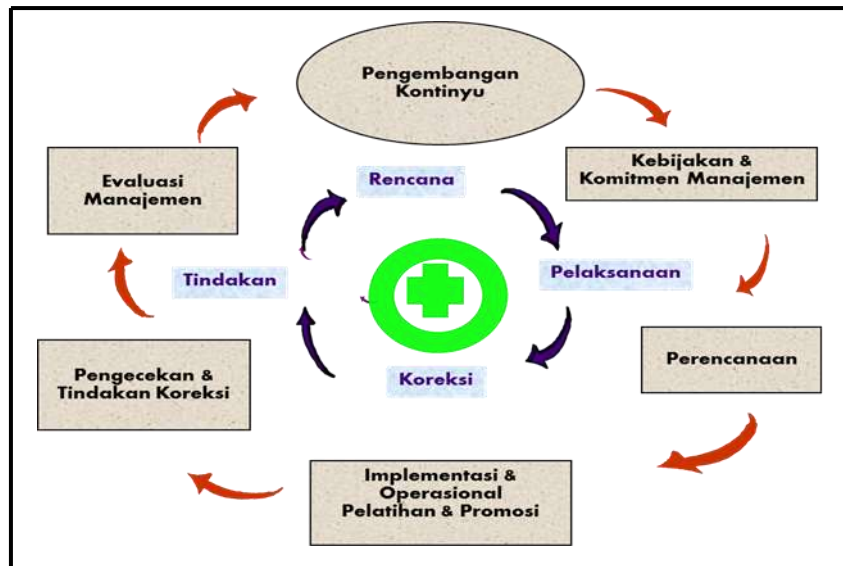 Pengembangan
Kontinyu
Kebijakan &
Komitmen Manajemen
Evaluasi
Manajemen
Rencana
Tindakan
Pelaksanaan
Koreksi
Perencanaan
Pengecekan &
Tindakan Koreksi
Implementasi &
Operasional
Pelatihan & Promosi